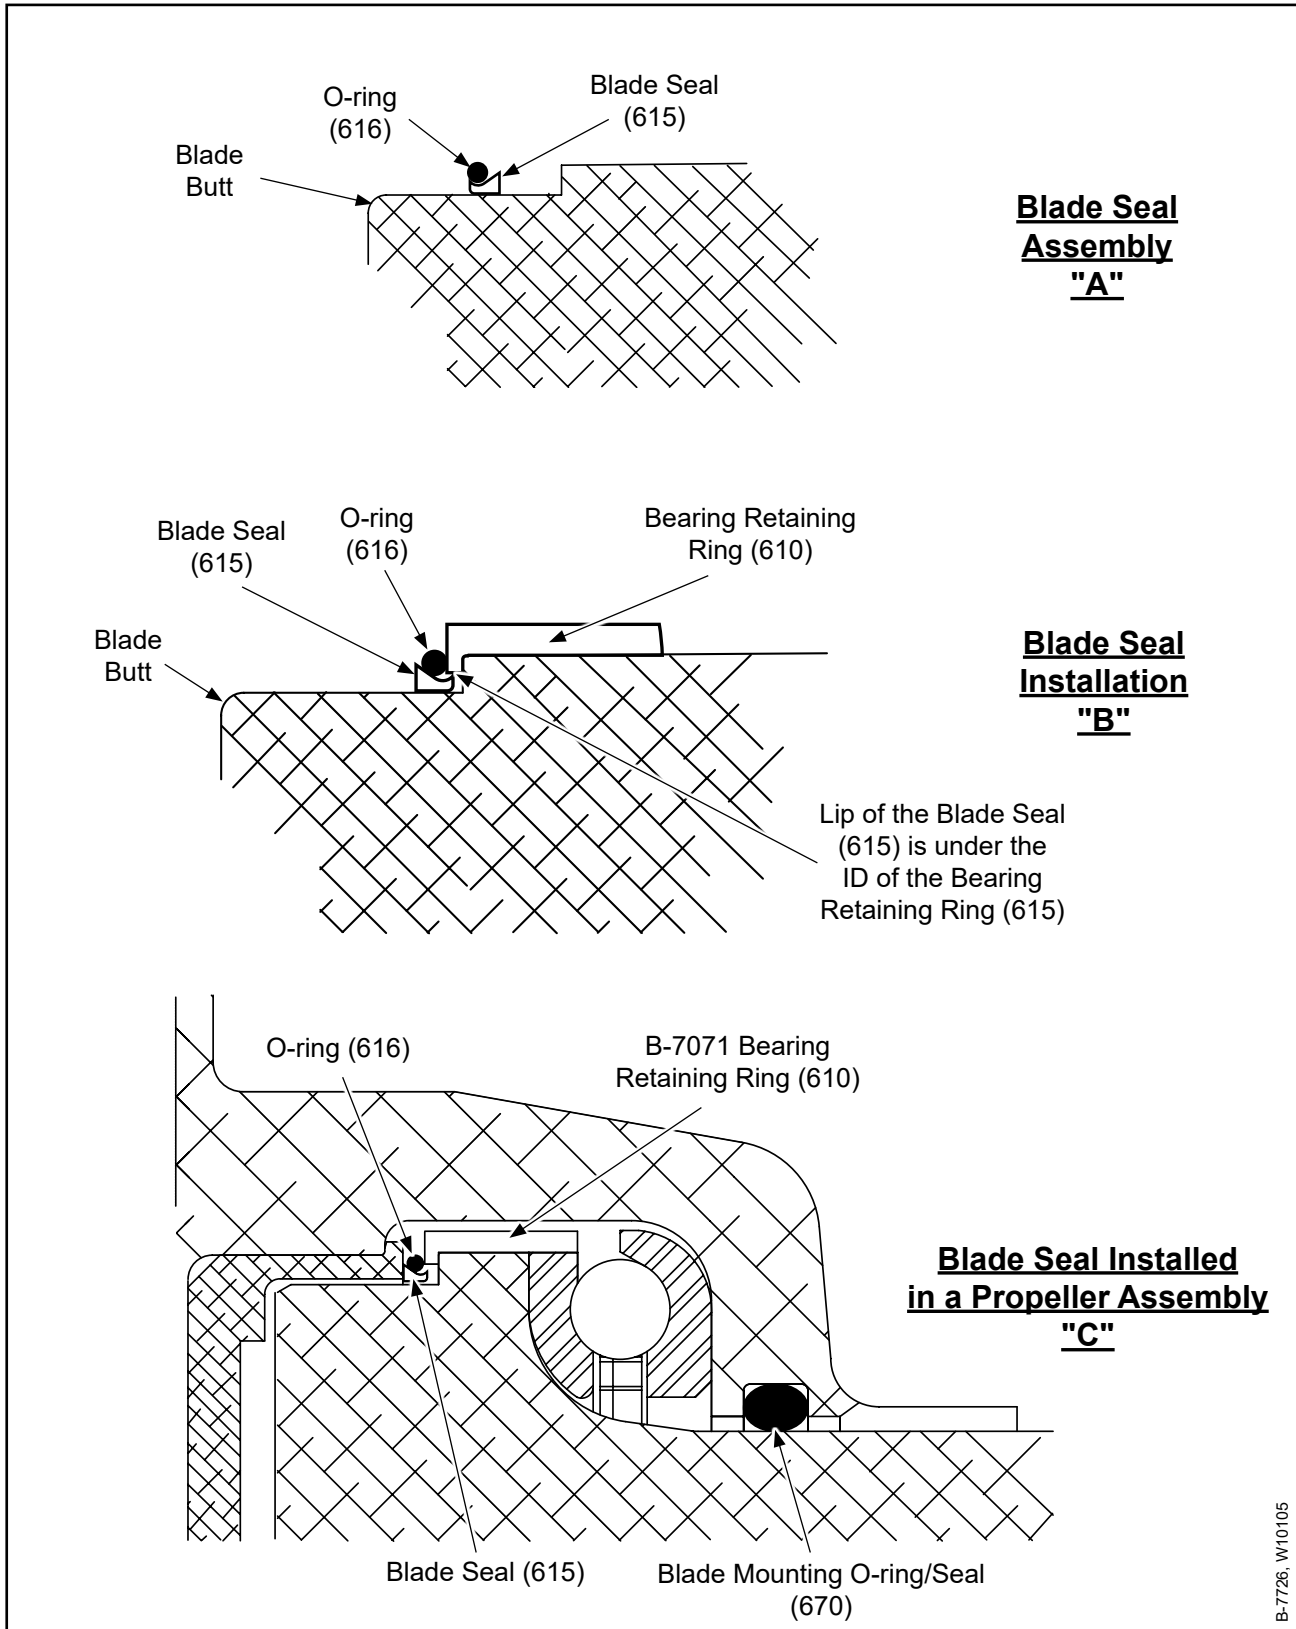 O-ring
(616)
Blade Seal
(615)
Blade
Butt
Blade Seal
Assembly
"A"
Blade Seal
(615)
O-ring
(616)
Bearing Retaining
Ring (610)
Blade
Butt
Blade Seal
Installation
"B"
Lip of the Blade Seal
(615) is under the
ID of the Bearing
Retaining Ring (615)
O-ring (616)
B-7071 Bearing
Retaining Ring (610)
Blade Seal Installed
in a Propeller Assembly
"C"
Blade Seal (615)
Blade Mounting O-ring/Seal
(670)
B-7726, W10105